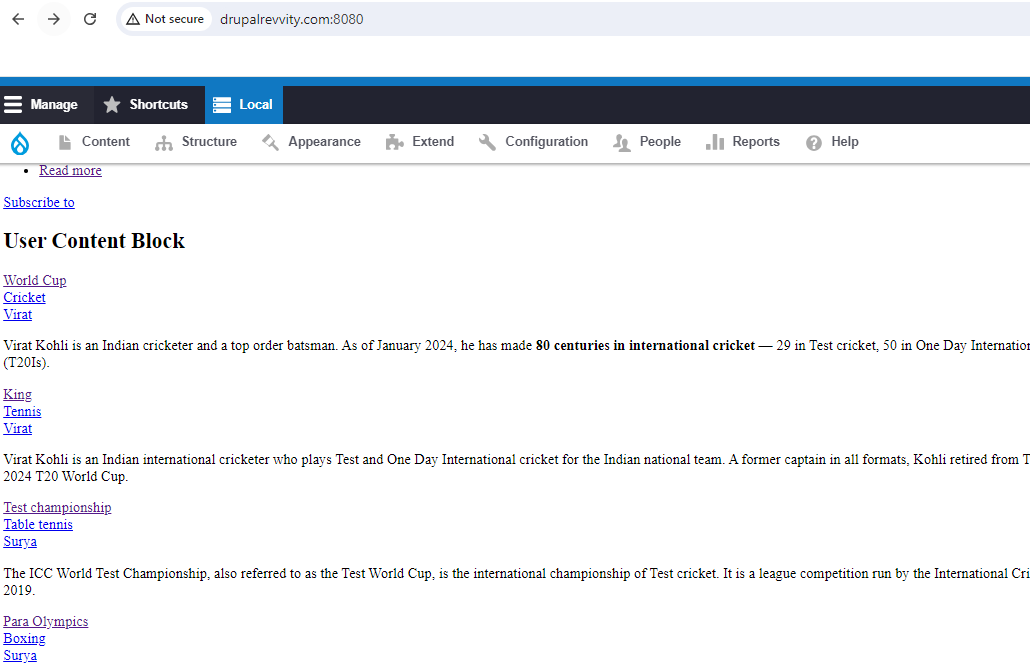 Not secure drupalrevvity.com:8080
Manage Shortcuts Local
Content Structure Appearance Extend Configuration People Reports Help
Read more
Subscribe to
User Content Block
World Cup
Cricket
Virat
Virat Kohli is an Indian cricketer and a top order batsman. As of January 2024, he has made 80 centuries in international cricket — 29 in Test cricket, 50 in One Day
(T20Is).
King
Tennis
Virat
Virat Kohli is an Indian international cricketer who plays Test and One Day International cricket for the Indian national team. A former captain in all formats, Kohli retired from
2024 T20 World Cup.
Test championship
Table tennis
Surya
The ICC World Test Championship, also referred to as the Test World Cup, is the international championship of Test cricket. It is a league competition run by the International
2019.
Para Olympics
Boxing
Surya